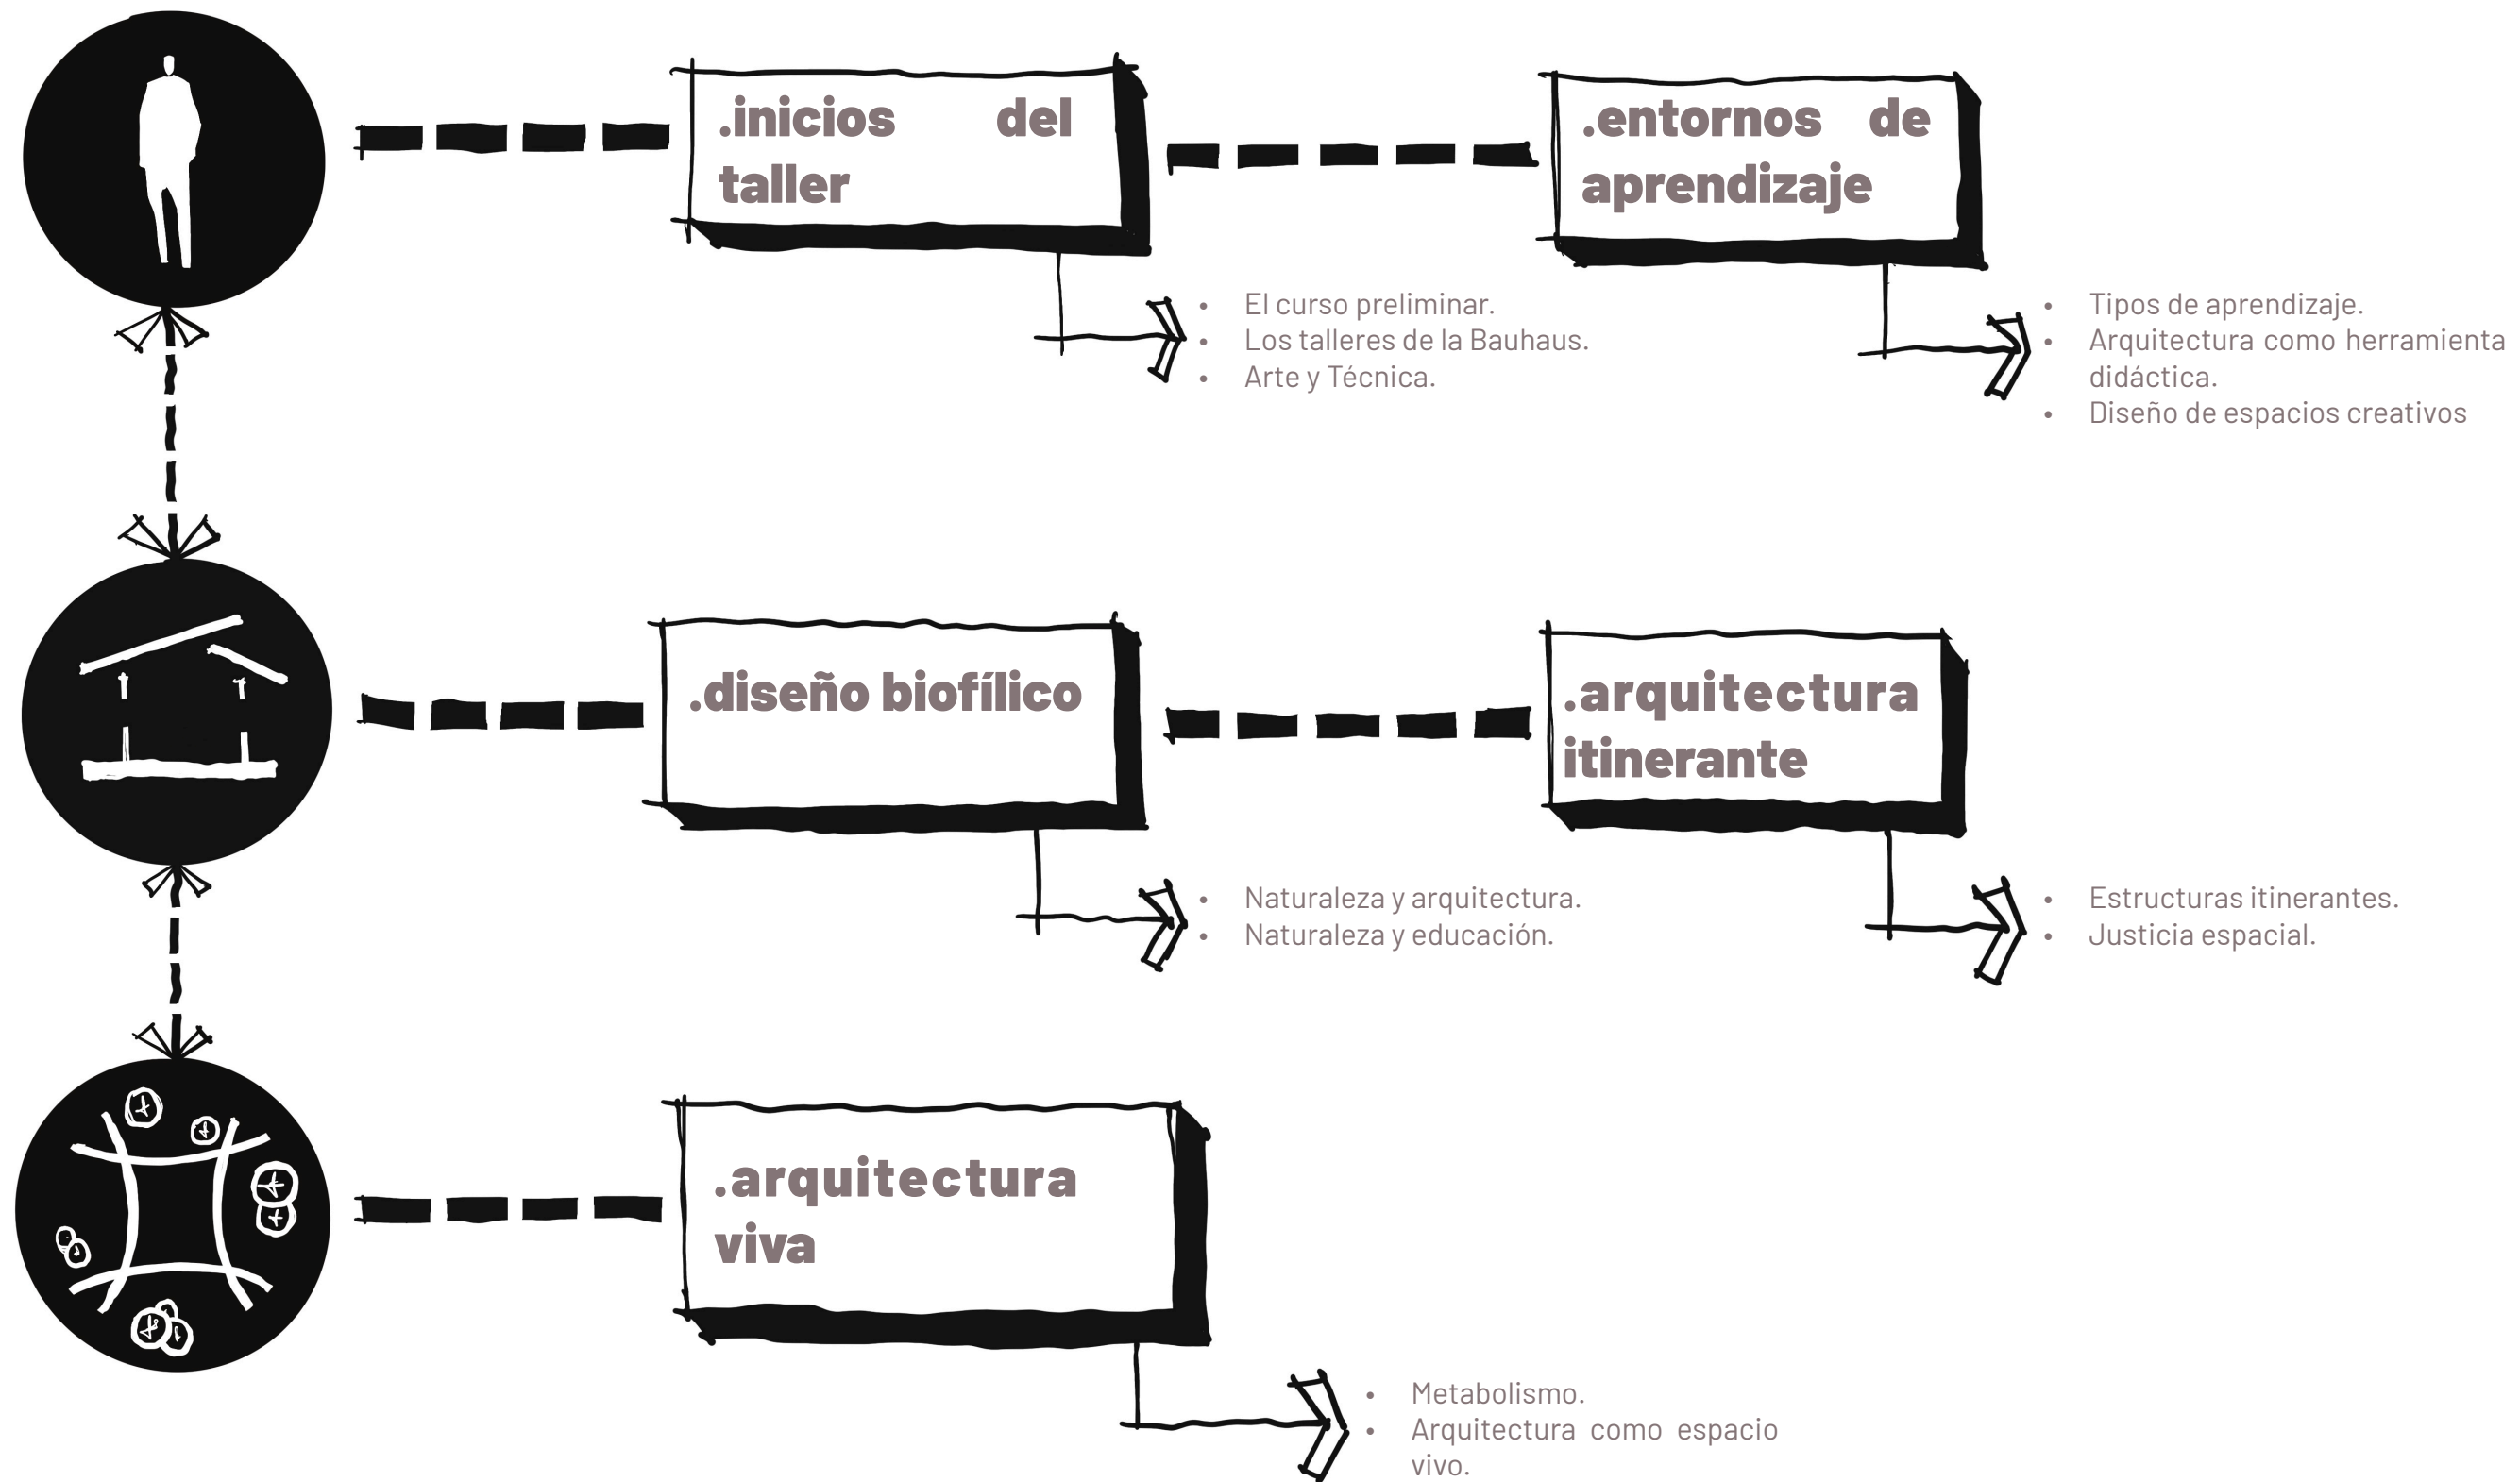 .inicios del
taller
.entornos de
aprendizaje
• El curso preliminar.
• Los talleres de la Bauhaus.
• Arte y Técnica.
• Tipos de aprendizaje.
• Arquitectura como herramienta
didáctica.
• Diseño de espacios creativos
.diseño biofílico
.arquitectura
itinerante
• Naturaleza y arquitectura.
• Naturaleza y educación.
• Estructuras itinerantes.
• Justicia espacial.
.arquitectura
viva
• Metabolismo.
• Arquitectura como espacio
vivo.